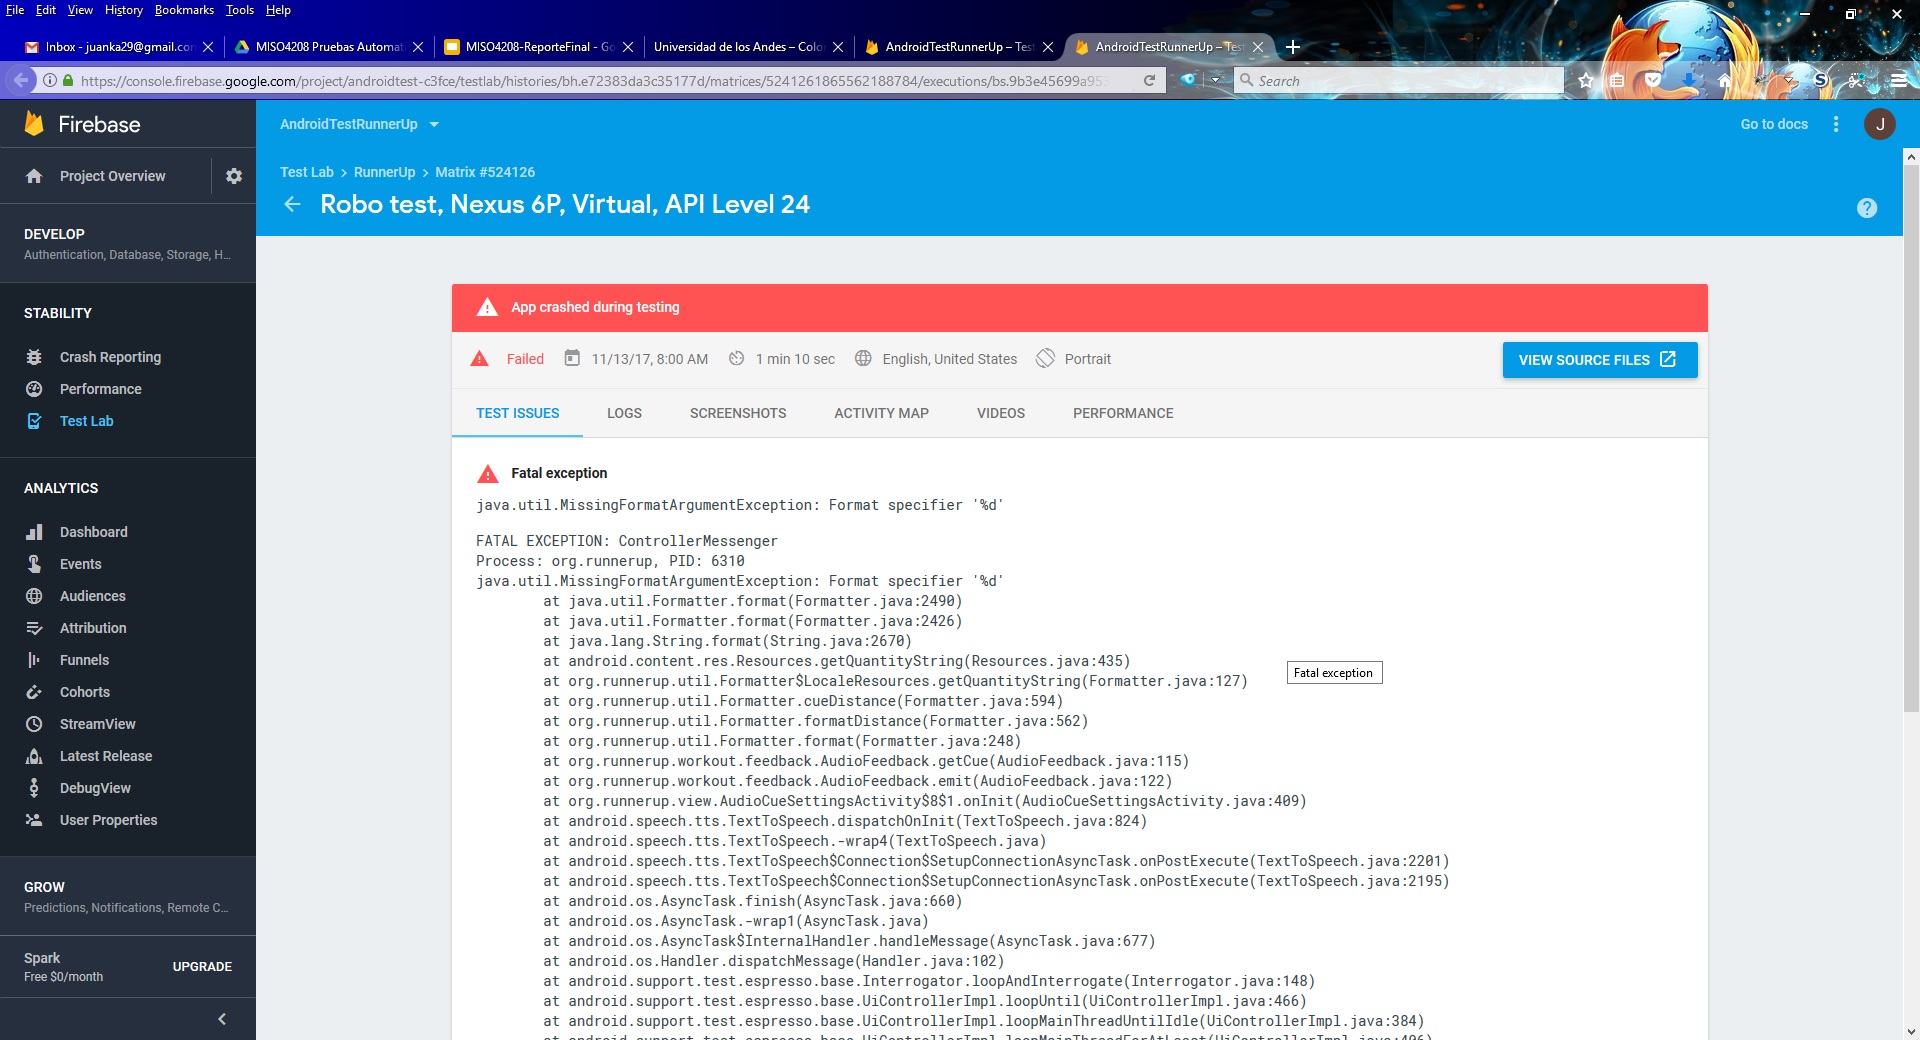 File Edit View History Bookmarks Tools Help
Inbox - juanka29@gmail.con
MISO4208 Pruebas Automat
MISO4208-ReporteFinal - Go
Universidad de los Andes – Colo
AndroidTestRunnerUp – Tes
AndroidTestRunnerUp – Tes
https://console.firebase.google.com/project/androidtest-c3fce/testlab/histories/bh.e72383da3c35177d/matrices/5241261865562188784/executions/bs.9b3e45699a953
Search
Firebase
AndroidTestRunnerUp
Go to docs
J
Project Overview
Test Lab > RunnerUp > Matrix #524126
Robo test, Nexus 6P, Virtual, API Level 24
DEVELOP
Authentication, Database, Storage, H...
STABILITY
Crash Reporting
Performance
Test Lab
ANALYTICS
Dashboard
Events
Audiences
Attribution
Funnels
Cohorts
StreamView
Latest Release
DebugView
User Properties
GROW
Predictions, Notifications, Remote C...
Spark
Free $0/month
UPGRADE
App crashed during testing
Failed 11/13/17, 8:00 AM 1 min 10 sec English, United States Portrait
VIEW SOURCE FILES
TEST ISSUES LOGS SCREENSHOTS ACTIVITY MAP VIDEOS PERFORMANCE
Fatal exception
java.util.MissingFormatArgumentException: Format specifier '%d'
FATAL EXCEPTION: ControllerMessenger
Process: org.runnerup, PID: 6310
java.util.MissingFormatArgumentException: Format specifier '%d'
at java.util.Formatter.format(Formatter.java:2490)
at java.util.Formatter.format(Formatter.java:2426)
at java.lang.String.format(String.java:2670)
at android.content.res.Resources.getQuantityString(Resources.java:435)
at org.runnerup.util.Formatter$LocaleResources.getQuantityString(Formatter.java:127)
Fatal exception
at org.runnerup.util.Formatter.cueDistance(Formatter.java:594)
at org.runnerup.util.Formatter.formatDistance(Formatter.java:562)
at org.runnerup.util.Formatter.format(Formatter.java:248)
at org.runnerup.workout.feedback.AudioFeedback.getCue(AudioFeedback.java:115)
at org.runnerup.workout.feedback.AudioFeedback.emit(AudioFeedback.java:122)
at org.runnerup.view.AudioCueSettingsActivity$8$1.onInit(AudioCueSettingsActivity.java:409)
at android.speech.tts.TextToSpeech.dispatchOnInit(TextToSpeech.java:824)
at android.speech.tts.TextToSpeech.-wrap4(TextToSpeech.java)
at android.speech.tts.TextToSpeech$Connection$SetupConnectionAsyncTask.onPostExecute(TextToSpeech.java:2201)
at android.speech.tts.TextToSpeech$Connection$SetupConnectionAsyncTask.onPostExecute(TextToSpeech.java:2195)
at android.os.AsyncTask.finish(AsyncTask.java:660)
at android.os.AsyncTask.-wrap1(AsyncTask.java)
at android.os.AsyncTask$InternalHandler.handleMessage(AsyncTask.java:677)
at android.os.Handler.dispatchMessage(Handler.java:102)
at android.support.test.espresso.base.Interrogator.loopAndInterrogate(Interrogator.java:148)
at android.support.test.espresso.base.UiControllerImpl.loopUntil(UiControllerImpl.java:466)
at android.support.test.espresso.base.UiControllerImpl.loopMainThreadUntilIdle(UiControllerImpl.java:384)
at android.support.test.espresso.base.UiControllerImpl.loopMainThreadForAtLeast(UiControllerImpl.java:406)